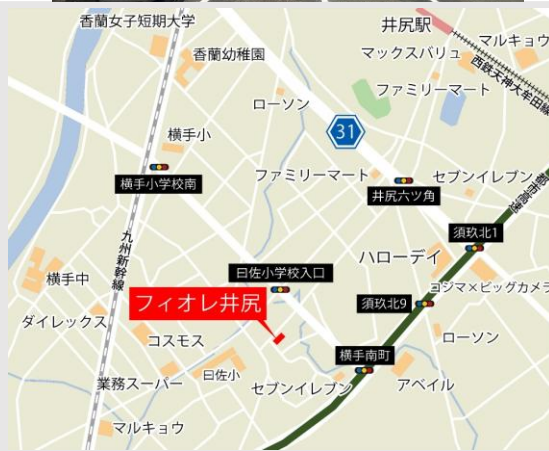 香蘭女子短期大学
井尻駅
マルキョウ
香蘭幼稚園
マックスバリュ
西鉄天神大牟田線
ローソン
ファミリーマート
31
横手小
横手小学校南
ファミリーマート
井尻六ツ角
セブンイレブン
都市高速
須玖北1
九州新幹線
ハローデイ
横手中
曰佐小学校入口
コジマ×ビッグカメラ
フィオレ井尻
須玖北9
ダイレックス
コスモス
ローソン
横手南町
業務スーパー
曰佐小
セブンイレブン
アベイル
マルキョウ